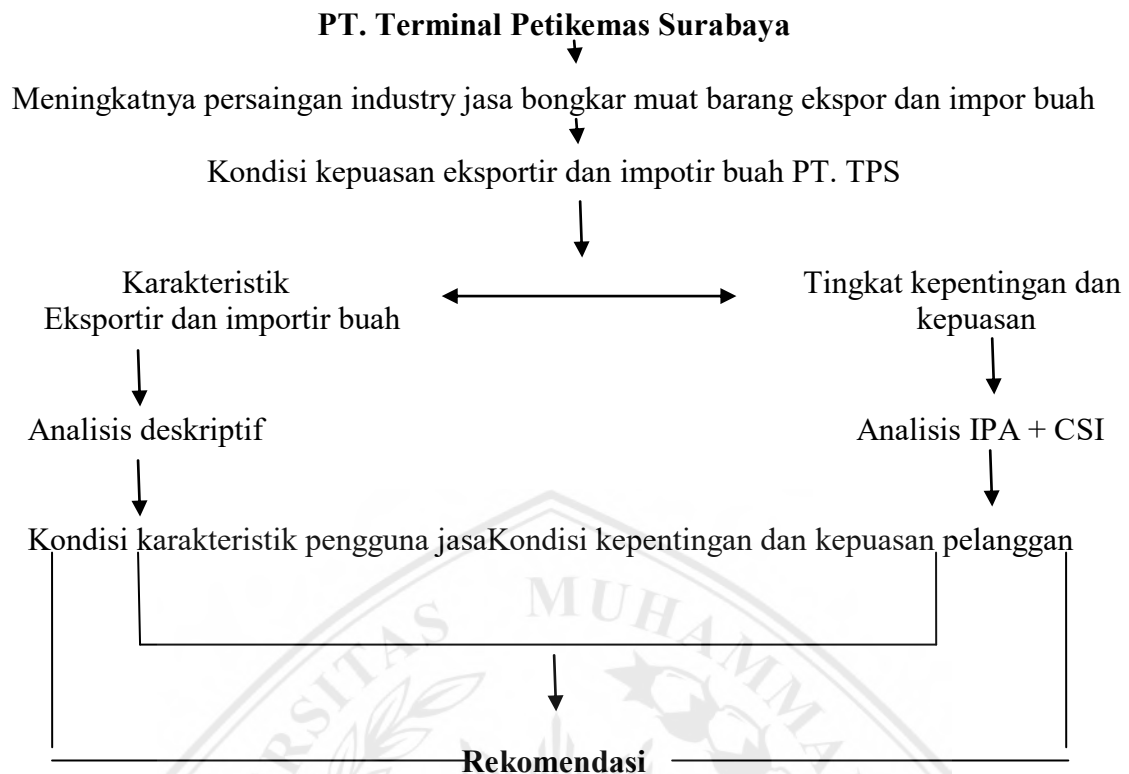 PT. Terminal Petikemas Surabaya
Meningkatnya persaingan industry jasa bongkar muat barang ekspor dan impor buah
Kondisi kepuasan eksportir dan impotir buah PT. TPS
Karakteristik
Eksportir dan importir buah
Tingkat kepentingan dan
kepuasan
Analisis deskriptif
Analisis IPA + CSI
Kondisi karakteristik pengguna jasaKondisi kepentingan dan kepuasan pelanggan
MUHAMMA
RSITAS
Rekomendasi